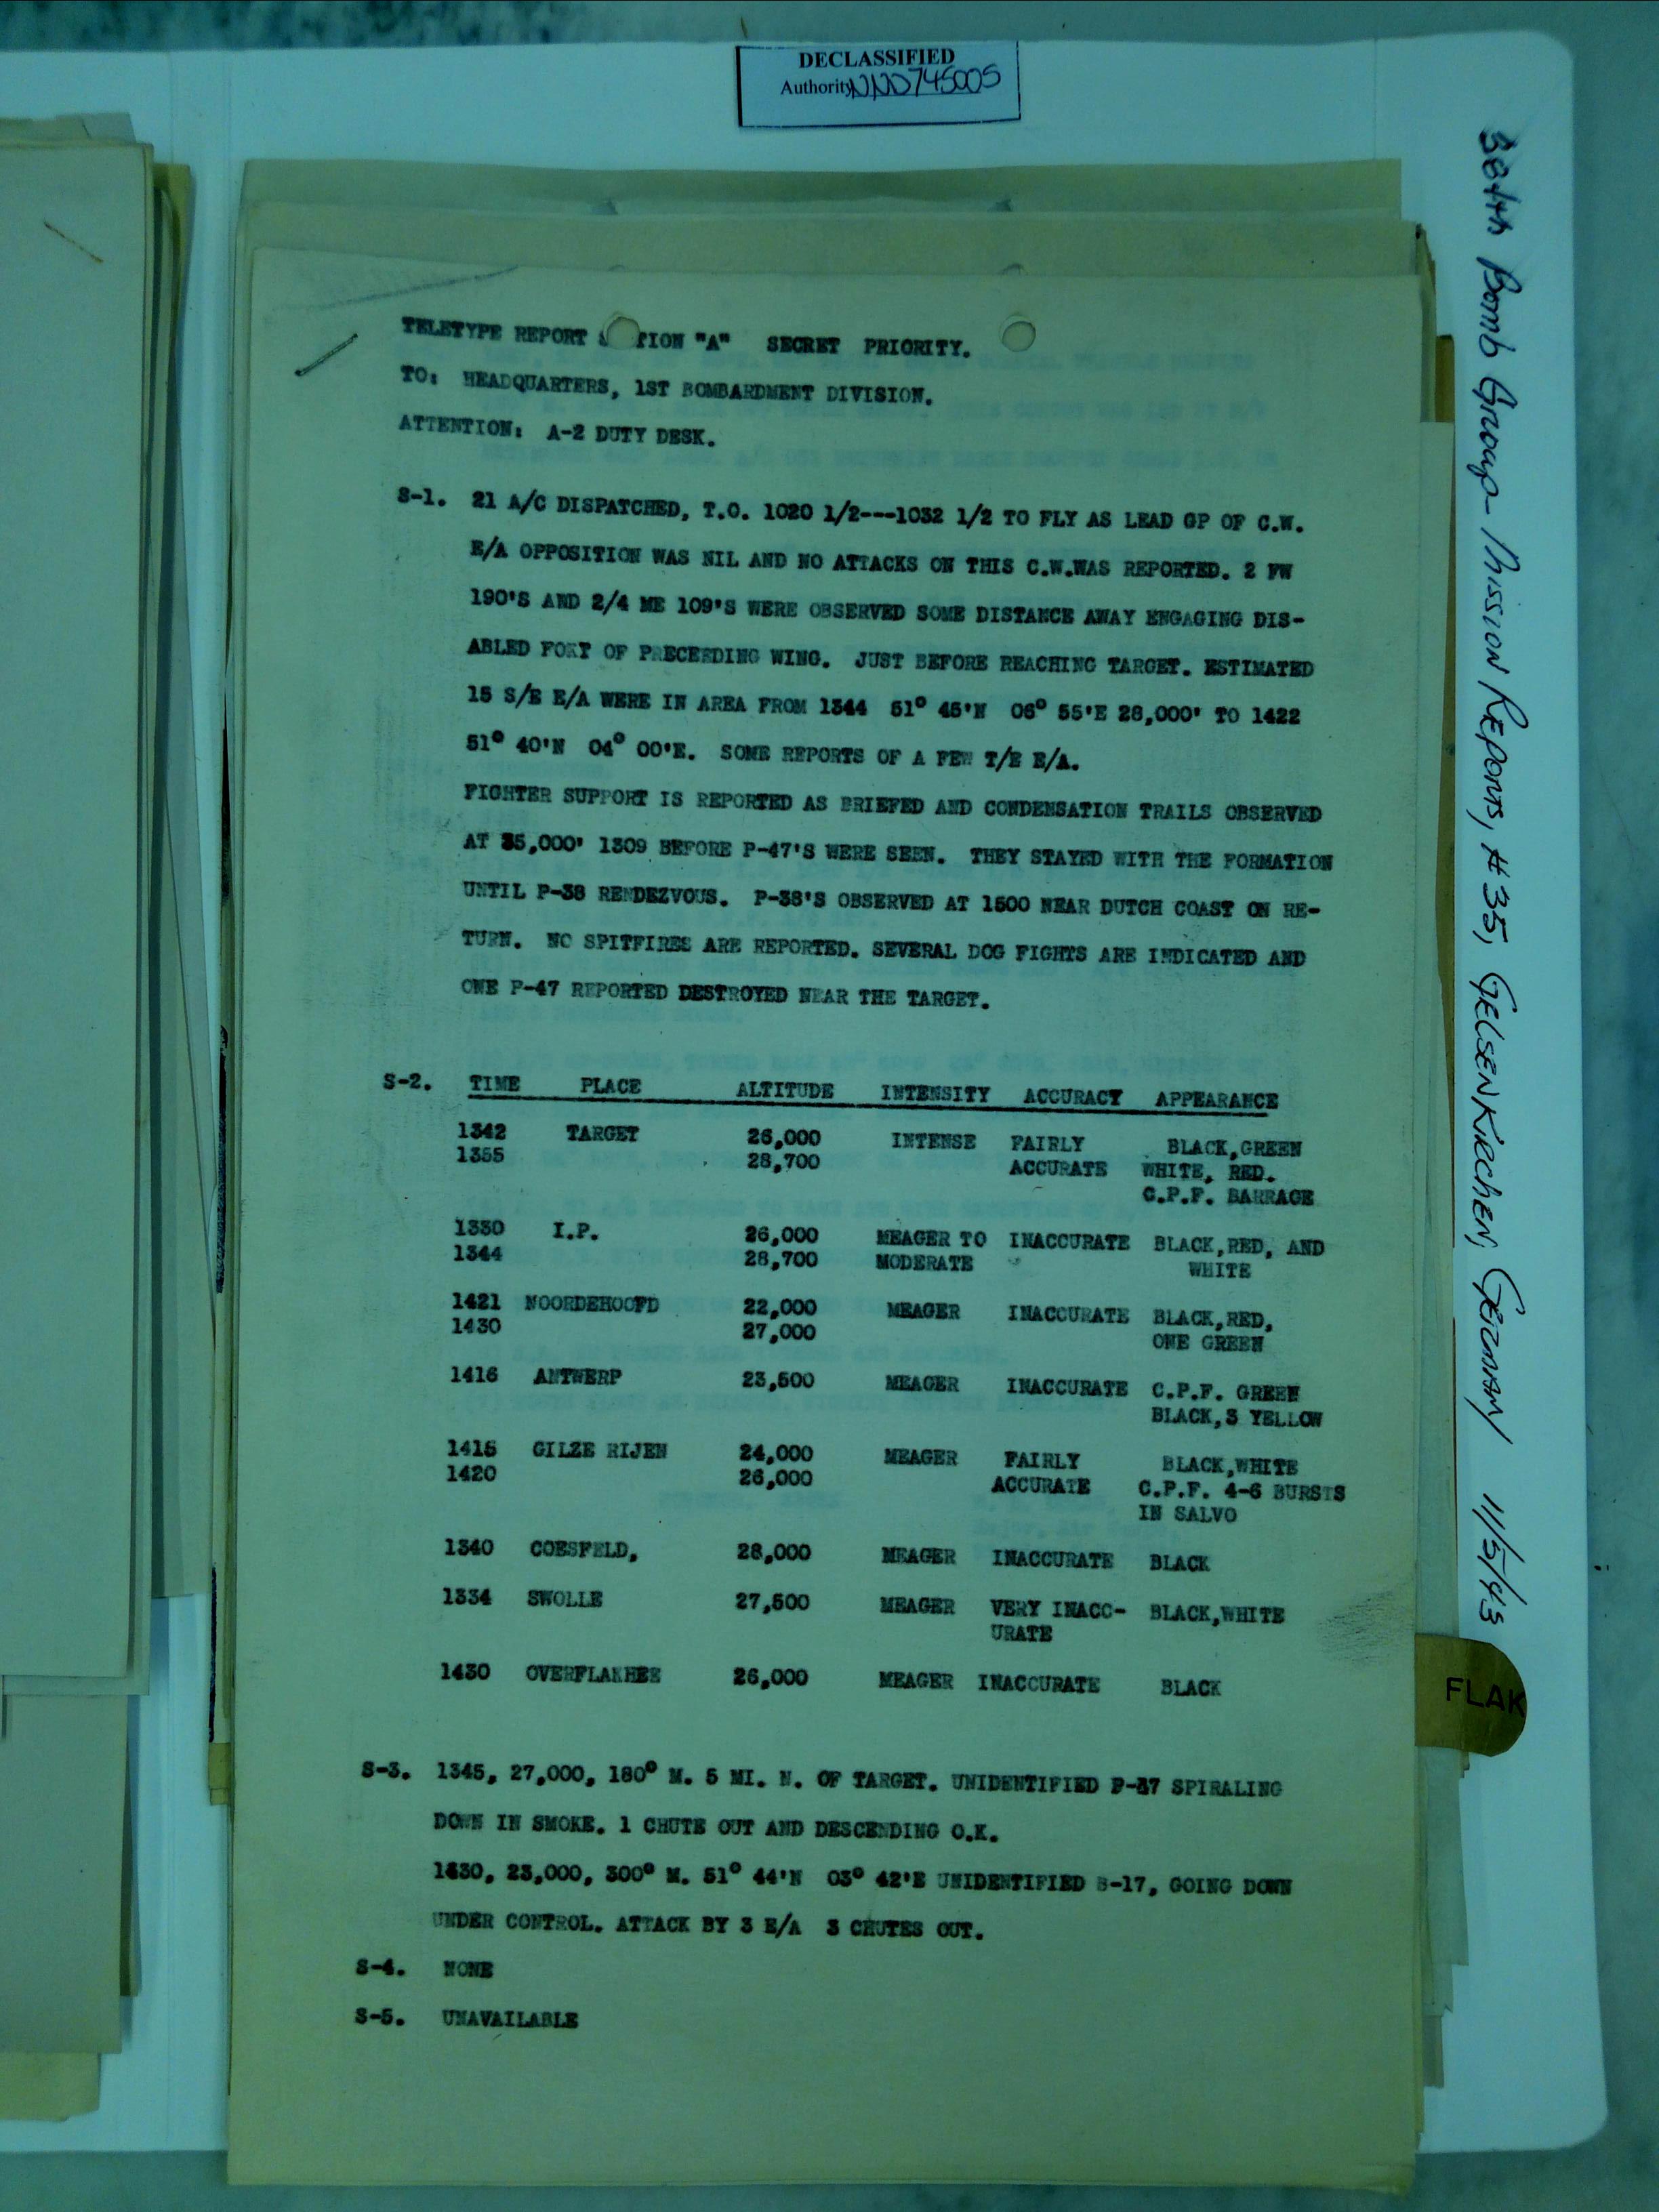 DECLASSIFIED
Authority NND745005
384th Bomb Group - Mission Reports, #35, GELSENKIRCHEN, GERMANY 11/5/43
TELETYPE REPORT S TION "A" SECRET PRIORITY.
TO: HEADQUARTERS, 1ST BOMBARDMENT DIVISION.
ATTENTION: A-2 DUTY DESK.
S-1. 21 A/C DISPATCHED, T.O. 1020 1/2---1032 1/2 TO FLY AS LEAD GP OF C.W.
E/A OPPOSITION WAS NIL AND NO ATTACKS ON THIS C.W.WAS REPORTED. 2 FW
190'S AND 2/4 ME 109'S WERE OBSERVED SOME DISTANCE AWAY ENGAGING DIS-
ABLED FORT OF PRECEEDING WING. JUST BEFORE REACHING TARGET. ESTIMATED
15 S/E E/A WERE IN AREA FROM 1344 51° 45'N 06° 55'E 28,000' TO 1422
51° 40'N 04° 00'E. SOME REPORTS OF A FEW T/E E/A.
FIGHTER SUPPORT IS REPORTED AS BRIEFED AND CONDENSATION TRAILS OBSERVED
AT 35,000' 1309 BEFORE P-47'S WERE SEEN. THEY STAYED WITH THE FORMATION
UNTIL P-38 RENDEZVOUS. P-38'S OBSERVED AT 1500 NEAR DUTCH COAST ON RE-
TURN. NO SPITFIRES ARE REPORTED. SEVERAL DOG FIGHTS ARE INDICATED AND
ONE P-47 REPORTED DESTROYED NEAR THE TARGET.
S-2. TIME PLACE ALTITUDE INTENSITY ACCURACT APPEARANCE
1342 TARGET 26,000 INTENSE FAIRLY BLACK,GREEN
1355 28,700 ACCURATE WHITE, RED.
C.P.F. BARRAGE
1330 I.P. 26,000 MEAGER TO INACCURATE BLACK,RED, AND
1344 28,700 MODERATE WHITE
1421 NOORDEHOOFD 22,000 MEAGER INACCURATE BLACK,RED,
1430 27,000 ONE GREEN
1416 ANTWERP 23,500 MEAGER INACCURATE C.P.F. GREEN
BLACK,3 YELLOW
1415 GILZE RIJEN 24,000 MEAGER FAIRLY BLACK,WHITE
1420 26,000 ACCURATE C.P.F. 4-6 BURSTS
IN SALVO
1340 COESFELD, 28,000 MEAGER INACCURATE BLACK
1334 SWOLLE 27,500 MEAGER VERY INACC- BLACK,WHITE
URATE
1430 OVERFLAKHEE 26,000 MEAGER INACCURATE BLACK
FLAK
S-3. 1345, 27,000, 180° M. 5 MI. N. OF TARGET. UNIDENTIFIED SPIRALING
DOWN IN SMOKE. 1 CHUTE OUT AND DESCENDING O.K.
1430, 23,000, 300° M. 51° 44'N 03° 42'E UNIDENTIFIED B-17, GOING DOWN
UNDER CONTROL. ATTACK BY 3 E/A 3 CHUTES OUT.
S-4. NONE
S-5. UNAVAILABLE